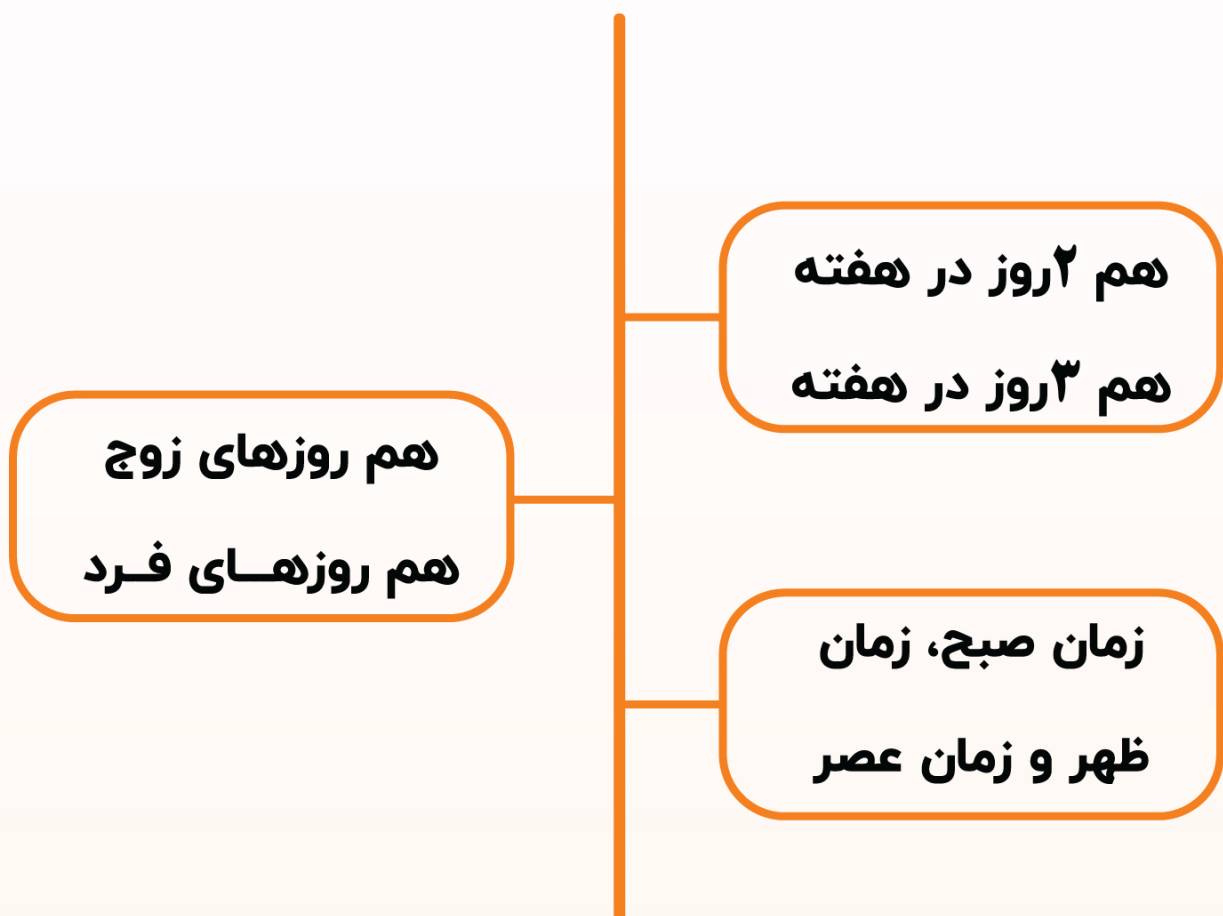 هم ۲روز در هفته
هم ۳روز در هفته
هم روزهای زوج
هم روزهــای فــرد
زمان صبح، زمان
ظهر و زمان عصر